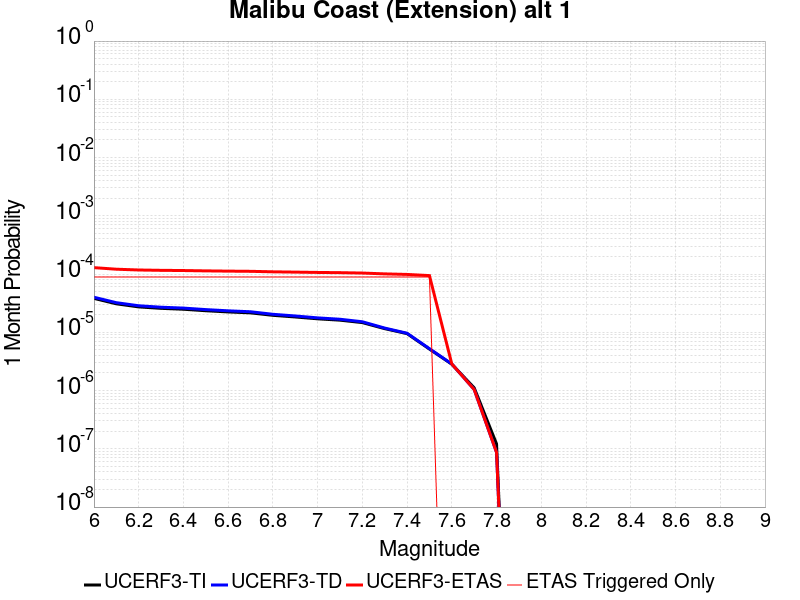 Malibu Coast (Extension) alt 1
10^0
10^-1
10^-2
10^-3
10^-4
10^-5
10^-6
10^-7
10^-8
1 Month Probability
6 6.2 6.4 6.6 6.8 7 7.2 7.4 7.6 7.8 8 8.2 8.4 8.6 8.8 9
Magnitude
UCERF3-TI UCERF3-TD UCERF3-ETAS ETAS Triggered Only